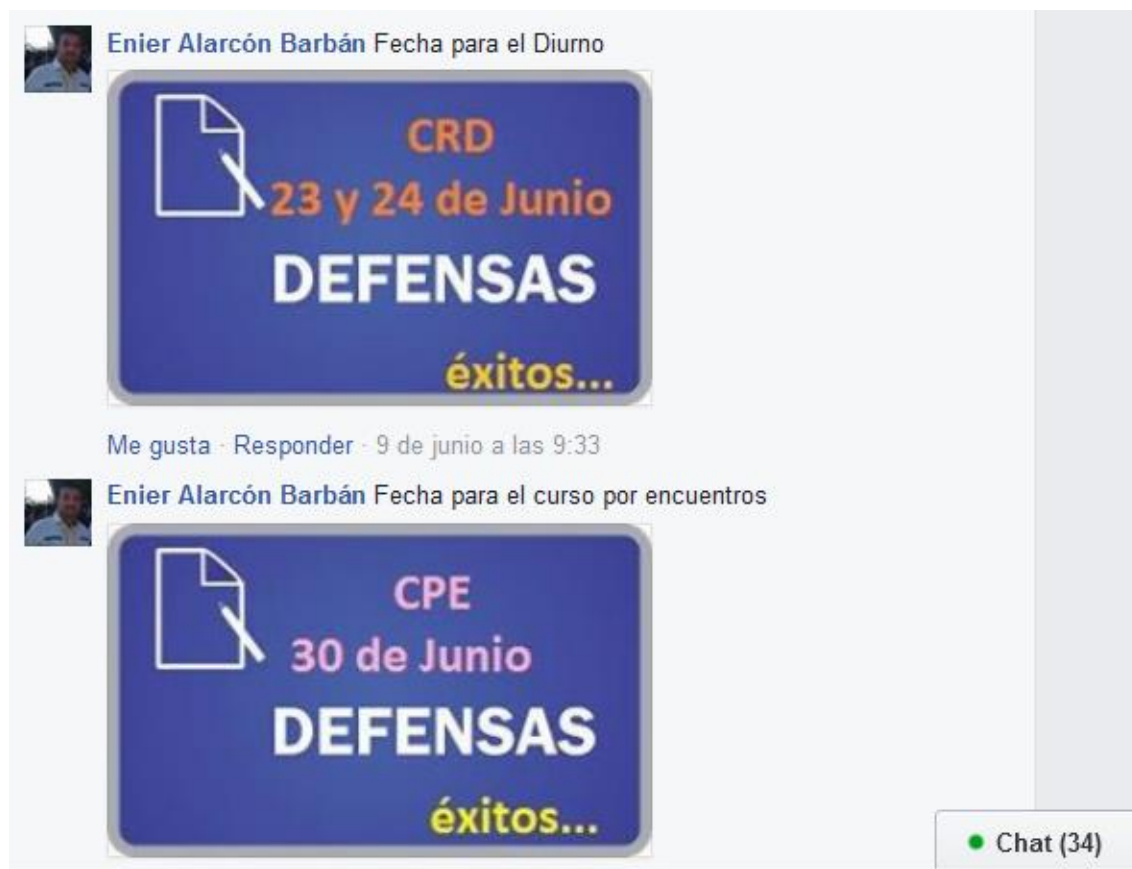 Enier Alarcón Barbán Fecha para el Diurno
CRD
23 y 24 de Junio
DEFENSAS
éxitos...
Me gusta · Responder · 9 de junio a las 9:33
Enier Alarcón Barbán Fecha para el curso por encuentros
CPE
30 de Junio
DEFENSAS
éxitos...
Chat (34)